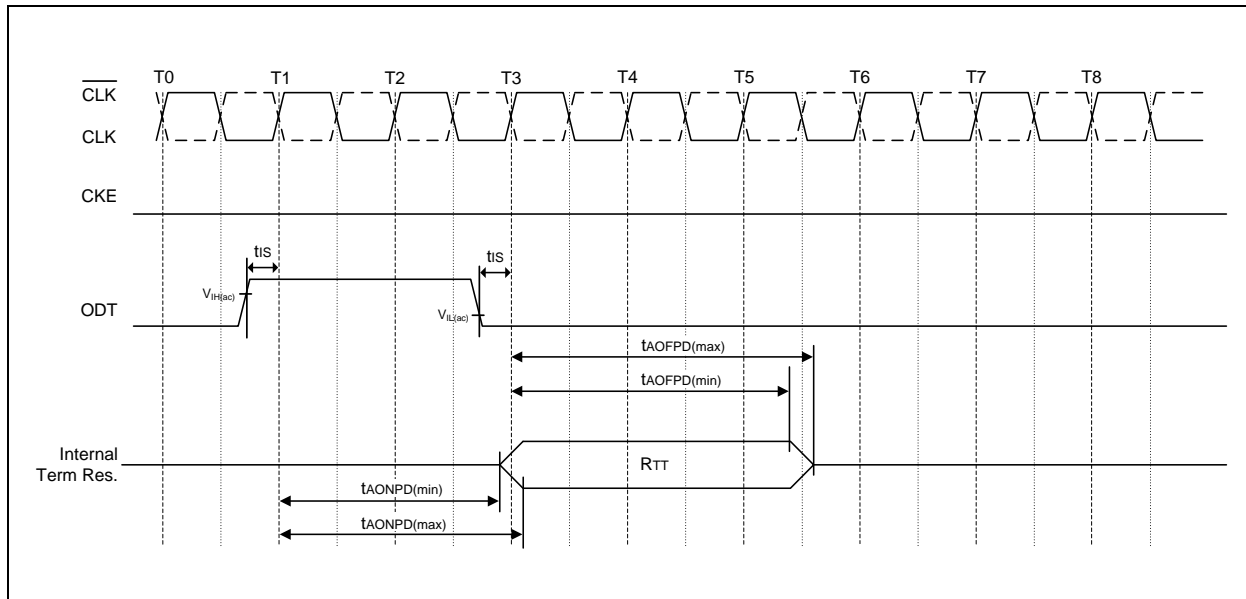 T0 T1 T2 T3 T4 T5 T6 T7 T8
CLK
CLK
CKE
tIS tIS
VIH(ac)
ODT
VIL(ac)
tAOFPD(max)
tAOFPD(min)
Internal
Term Res.
RTT
tAONPD(min)
tAONPD(max)